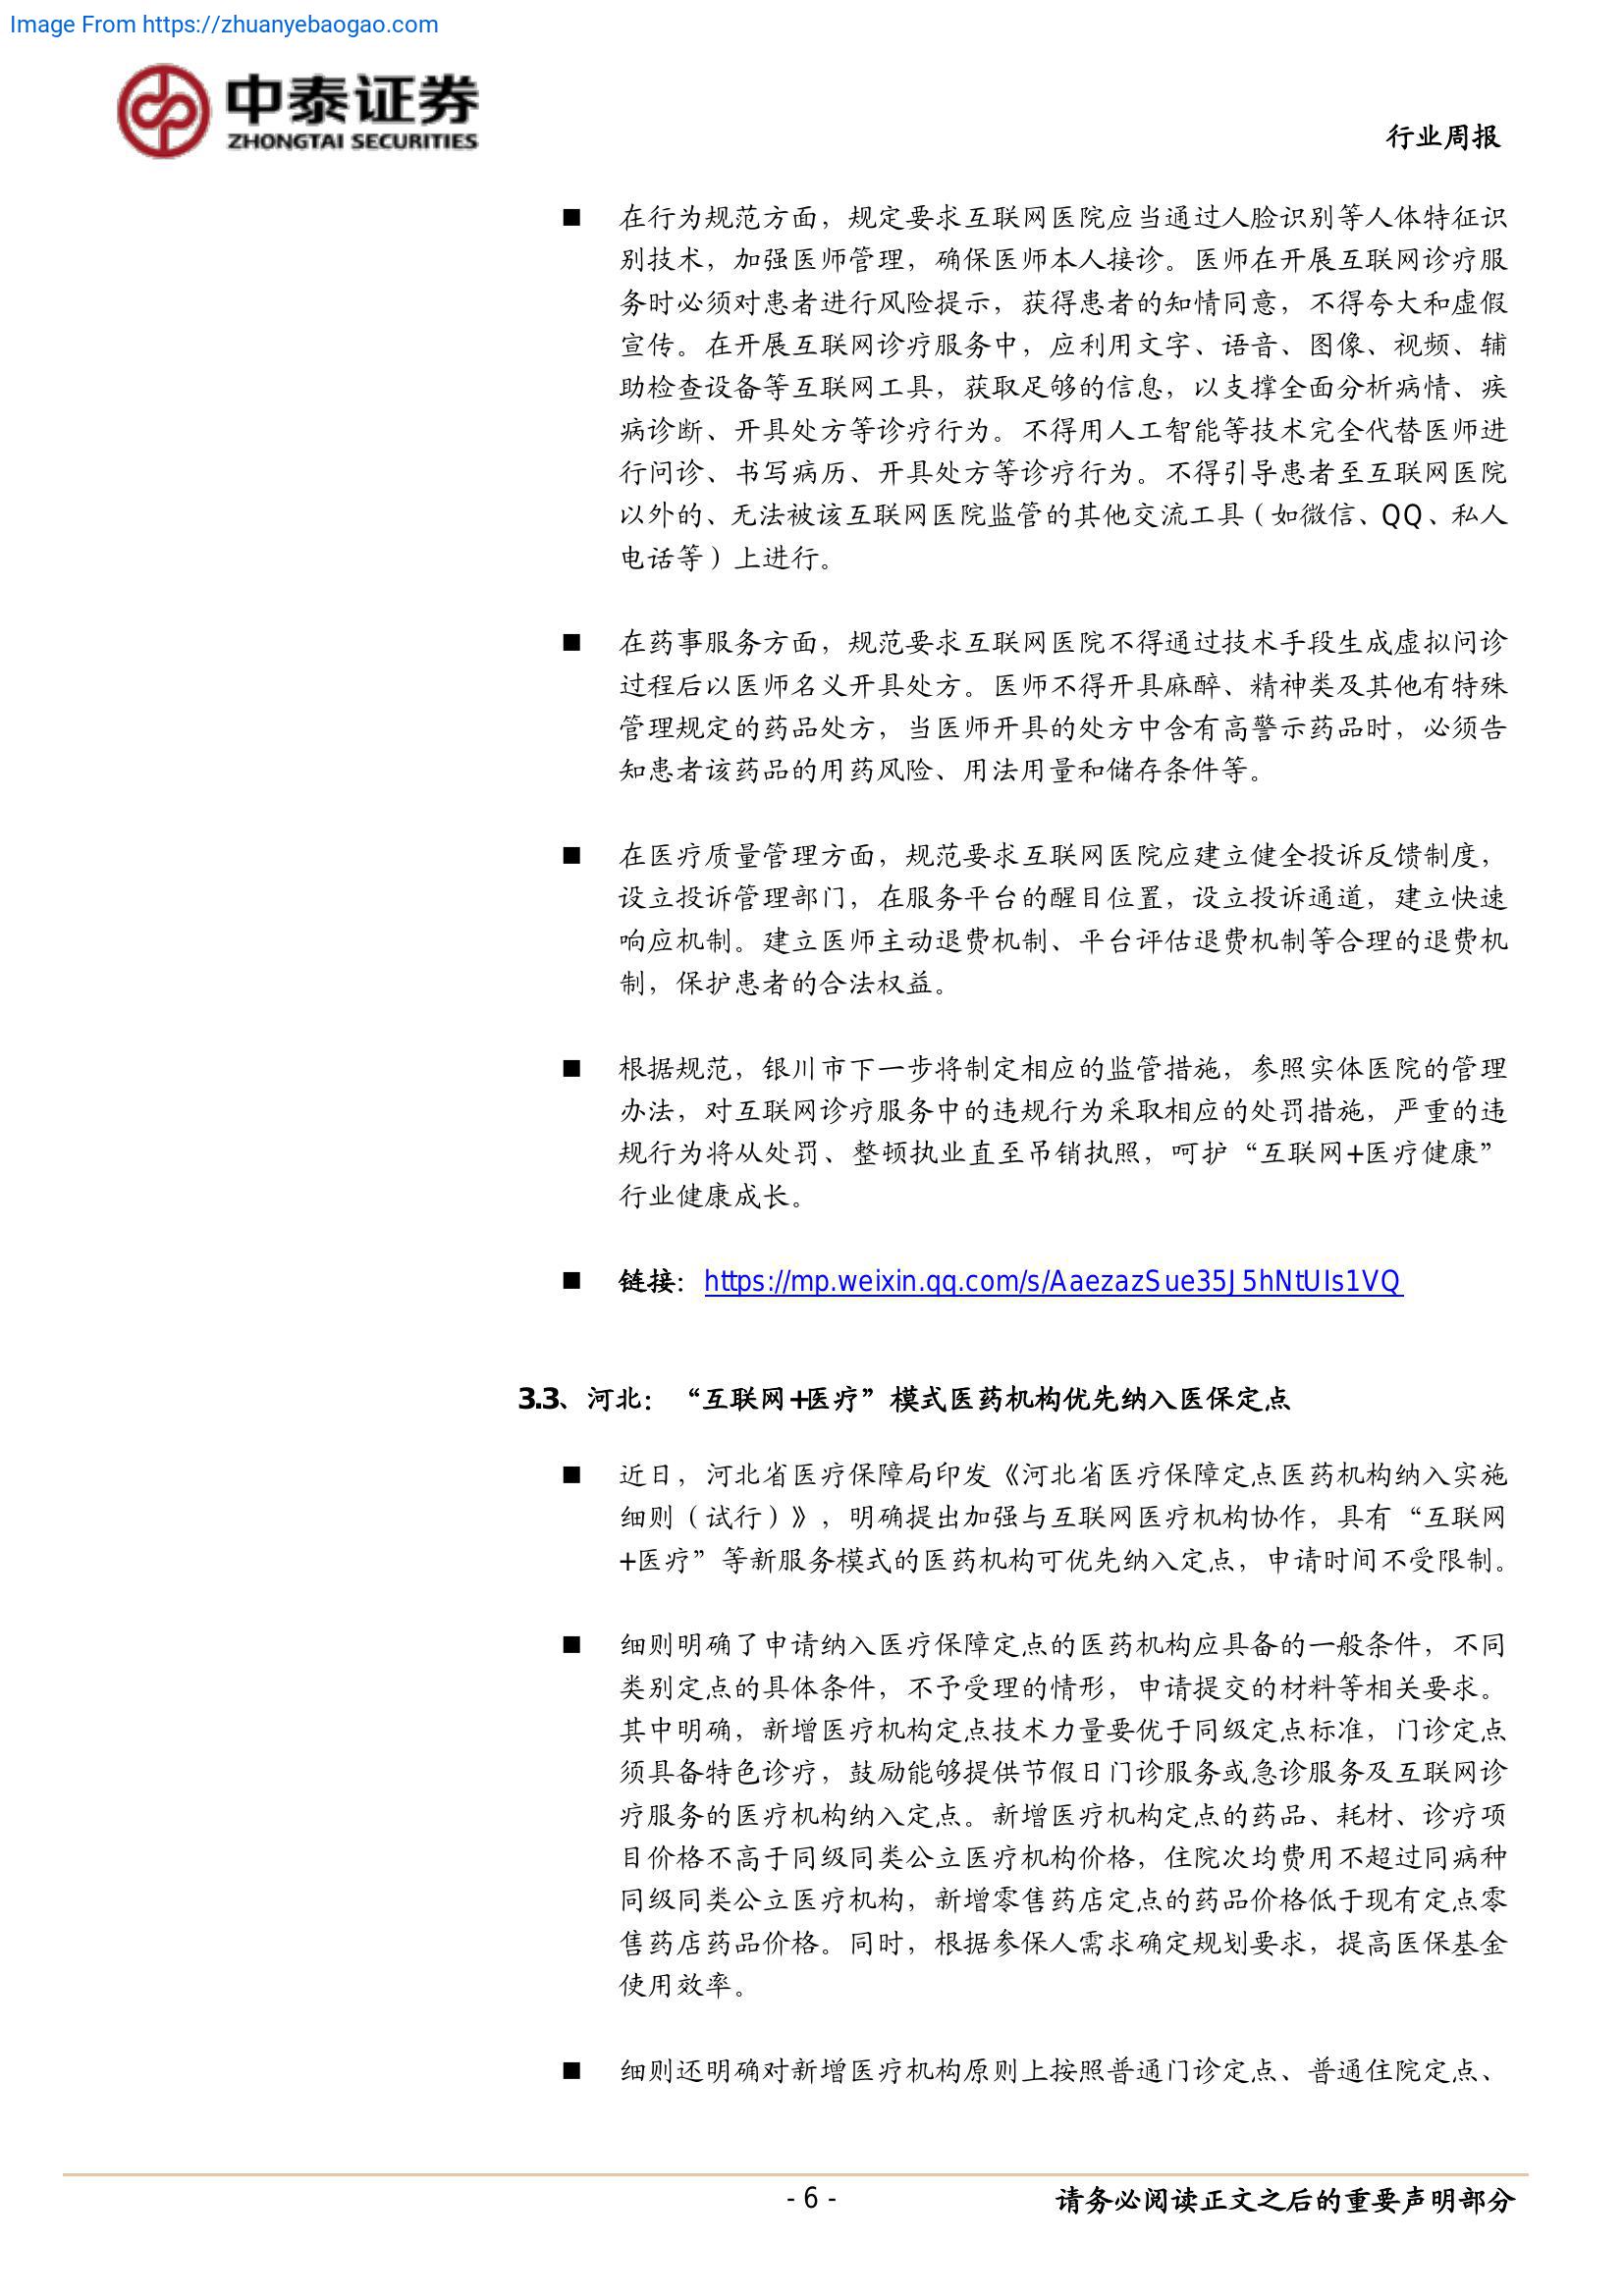 Image From https://zhuanyebaogao.com
中泰证券
ZHONGTAI SECURITIES
行业周报
■ 在行为规范方面，规定要求互联网医院应当通过人脸识别等人体特征识
别技术，加强医师管理，确保医师本人接诊。医师在开展互联网诊疗服
务时必须对患者进行风险提示，获得患者的知情同意，不得夸大和虚假
宣传。在开展互联网诊疗服务中，应利用文字、语音、图像、视频、辅
助检查设备等互联网工具，获取足够的信息，以支撑全面分析病情、疾
病诊断、开具处方等诊疗行为。不得用人工智能等技术完全代替医师进
行问诊、书写病历、开具处方等诊疗行为。不得引导患者至互联网医院
以外的、无法被该互联网医院监管的其他交流工具（如微信、QQ、私人
电话等）上进行。
■ 在药事服务方面，规范要求互联网医院不得通过技术手段生成虚拟问诊
过程后以医师名义开具处方。医师不得开具麻醉、精神类及其他有特殊
管理规定的药品处方，当医师开具的处方中含有高警示药品时，必须告
知患者该药品的用药风险、用法用量和储存条件等。
■ 在医疗质量管理方面，规范要求互联网医院应建立健全投诉反馈制度，
设立投诉管理部门，在服务平台的醒目位置，设立投诉通道，建立快速
响应机制。建立医师主动退费机制、平台评估退费机制等合理的退费机
制，保护患者的合法权益。
■ 根据规范，银川市下一步将制定相应的监管措施，参照实体医院的管理
办法，对互联网诊疗服务中的违规行为采取相应的处罚措施，严重的违
规行为将从处罚、整顿执业直至吊销执照，呵护“互联网+医疗健康”
行业健康成长。
■ 链接：https://mp.weixin.qq.com/s/AaezazSue35J5hNtUIs1VQ
3.3、河北：“互联网+医疗”模式医药机构优先纳入医保定点
■ 近日，河北省医疗保障局印发《河北省医疗保障定点医药机构纳入实施
细则（试行）》，明确提出加强与互联网医疗机构协作，具有“互联网
+医疗”等新服务模式的医药机构可优先纳入定点，申请时间不受限制。
■ 细则明确了申请纳入医疗保障定点的医药机构应具备的一般条件，不同
类别定点的具体条件，不予受理的情形，申请提交的材料等相关要求。
其中明确，新增医疗机构定点技术力量要优于同级定点标准，门诊定点
须具备特色诊疗，鼓励能够提供节假日门诊服务或急诊服务及互联网诊
疗服务的医疗机构纳入定点。新增医疗机构定点的药品、耗材、诊疗项
目价格不高于同级同类公立医疗机构价格，住院次均费用不超过同病种
同级同类公立医疗机构，新增零售药店定点的药品价格低于现有定点零
售药店药品价格。同时，根据参保人需求确定规划要求，提高医保基金
使用效率。
■ 细则还明确对新增医疗机构原则上按照普通门诊定点、普通住院定点、
- 6 -
请务必阅读正文之后的重要声明部分